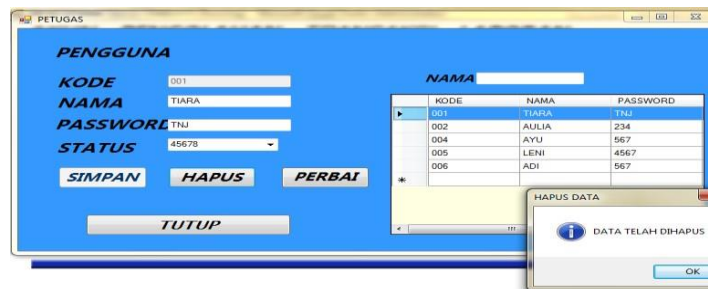 PETUGAS
PENGGUNA
KODE 001
NAMA TIARA
PASSWORD TNJ
STATUS 45678
SIMPAN HAPUS PERBAI
TUTUP
NAMA
KODE NAMA PASSWORD
001 TIARA TNJ
002 AULIA 234
004 AYU 567
005 LENI 4567
006 ADI 567
HAPUS DATA
DATA TELAH DIHAPUS
OK